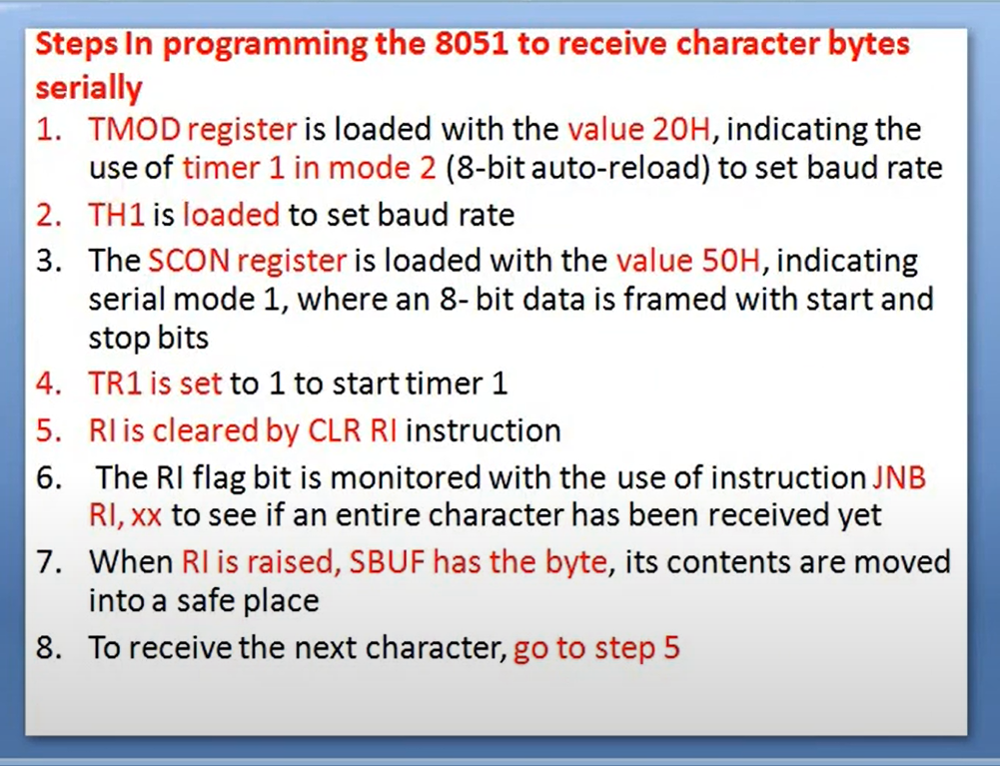 Steps In programming the 8051 to receive character bytes
serially
1. TMOD register is loaded with the value 20H, indicating the
use of timer 1 in mode 2 (8-bit auto-reload) to set baud rate
2. TH1 is loaded to set baud rate
3. The SCON register is loaded with the value 50H, indicating
serial mode 1, where an 8- bit data is framed with start and
stop bits
4. TR1 is set to 1 to start timer 1
5. RI is cleared by CLR RI instruction
6. The RI flag bit is monitored with the use of instruction JNB
RI, xx to see if an entire character has been received yet
7. When RI is raised, SBUF has the byte, its contents are moved
into a safe place
8. To receive the next character, go to step 5